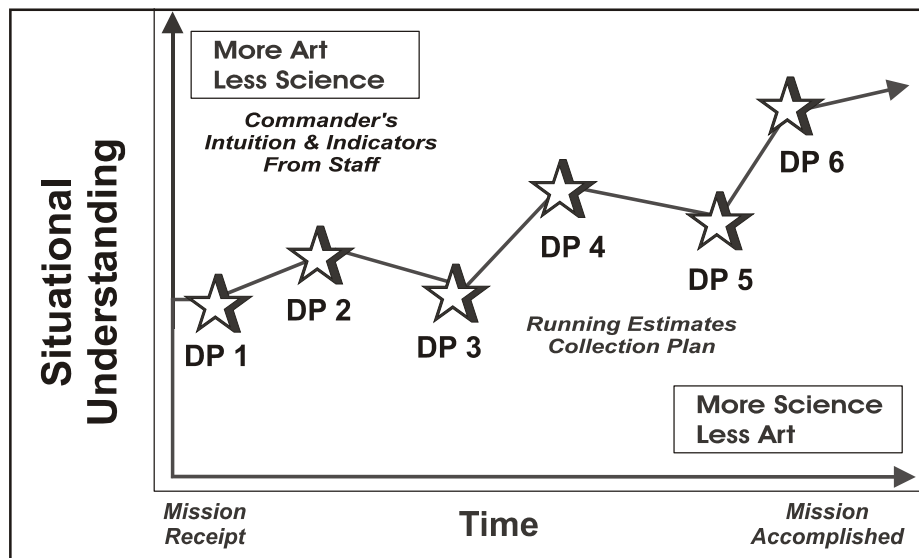 More Art
Less Science
Commander's
Intuition & Indicators
From Staff
Situational
Understanding
DP 1
DP 2
DP 3
DP 4
DP 5
DP 6
Running Estimates
Collection Plan
More Science
Less Art
Mission
Receipt
Time
Mission
Accomplished